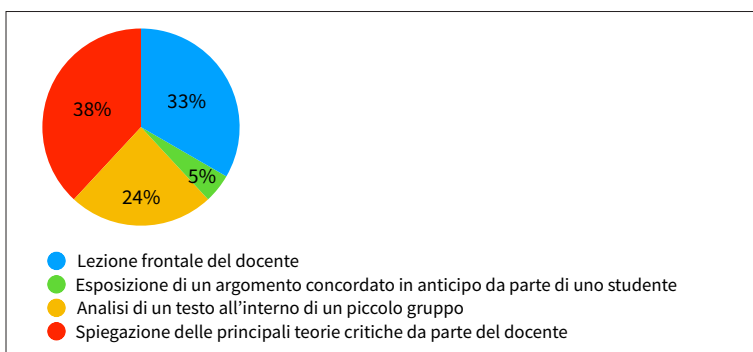 38%
33%
5%
24%
Lezione frontale del docente
Esposizione di un argomento concordato in anticipo da parte di uno studente
Analisi di un testo all’interno di un piccolo gruppo
Spiegazione delle principali teorie critiche da parte del docente